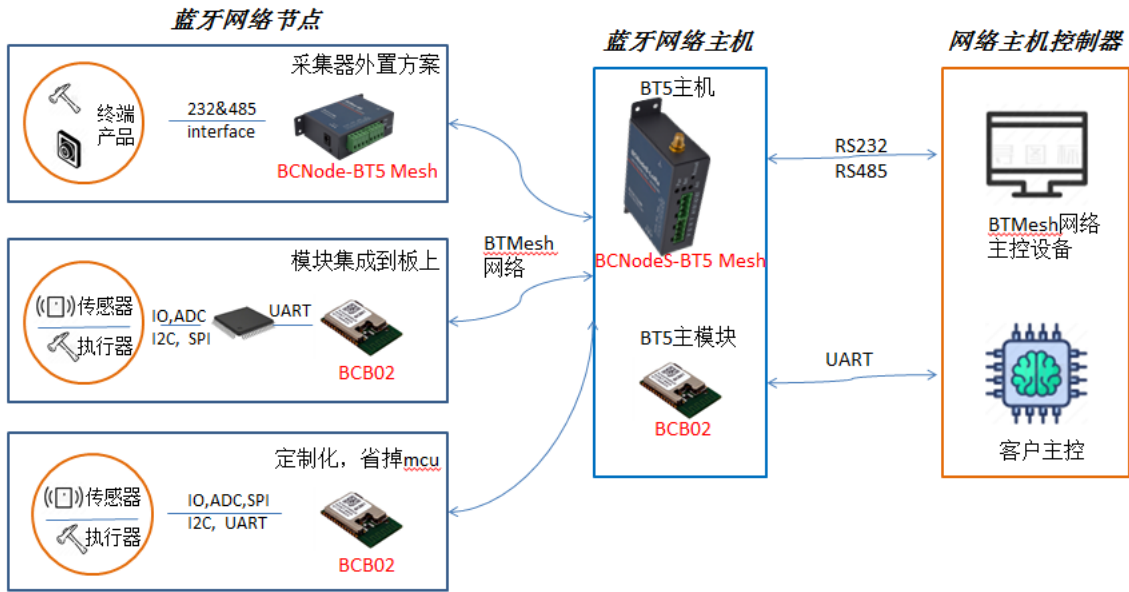 蓝牙网络节点
采集器外置方案
终端
产品
232&485
interface
BCNode-BT5 Mesh
模块集成到板上
传感器
执行器
IO,ADC
I2C, SPI
UART
BCB02
定制化，省掉mcu
传感器
执行器
IO,ADC,SPI
I2C, UART
BCB02
BTMesh
网络
蓝牙网络主机
BT5主机
BCNodeS-BT5 Mesh
BT5主模块
BCB02
RS232
RS485
UART
网络主机控制器
BTMesh网络
主控设备
客户主控